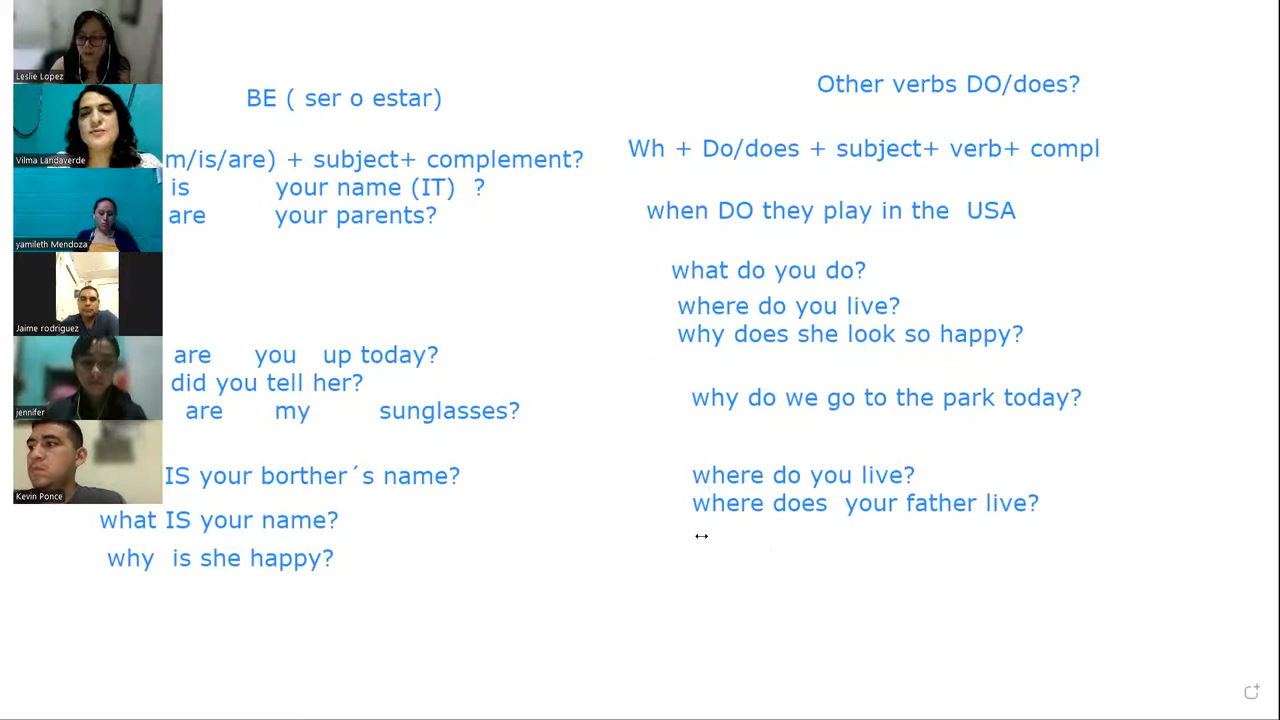 Leslie Lopez
Vilma Landaverde
yamileth Mendoza
Jaime rodriguez
jennifer
Kevin Ponce
BE ( ser o estar)
m/is/are) + subject+ complement?
is your name (IT) ?
are your parents?
are you up today?
did you tell her?
are my sunglasses?
IS your borther´s name?
what IS your name?
why is she happy?
Other verbs DO/does?
Wh + Do/does + subject+ verb+ compl
when DO they play in the USA
what do you do?
where do you live?
why does she look so happy?
why do we go to the park today?
where do you live?
where does your father live?